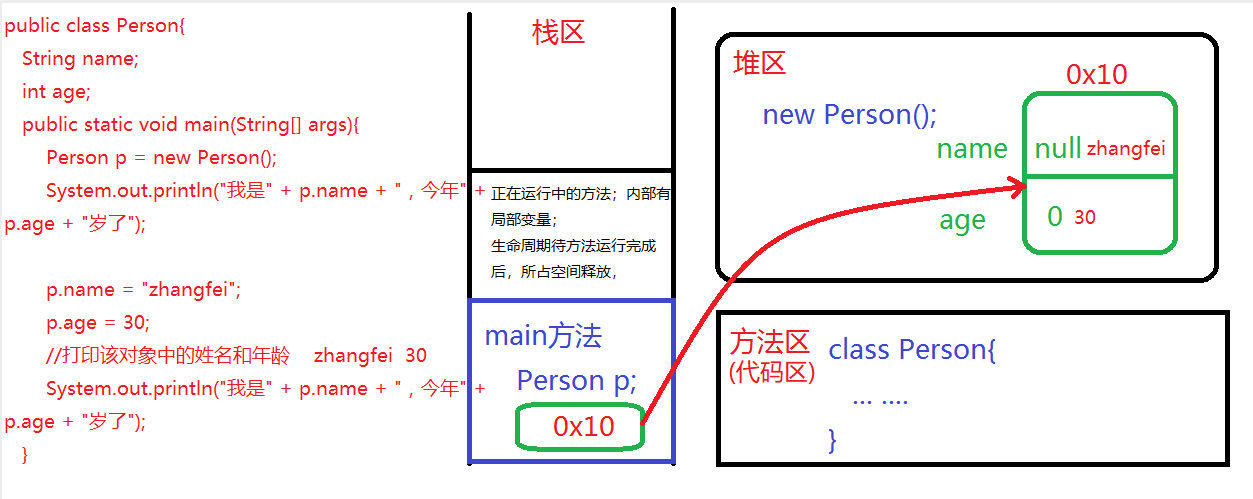 public class Person{
String name;
int age;
public static void main(String[] args){
Person p = new Person();
System.out.println("我是" + p.name + "，今年" +
p.age + "岁了");
p.name = "zhangfei";
p.age = 30;
//打印该对象中的姓名和年龄 zhangfei 30
System.out.println("我是" + p.name + "，今年" +
p.age + "岁了");
}
栈区
正在运行中的方法；内部有
局部变量；
生命周期待方法运行完成
后，所占空间释放，
main方法
Person p;
0x10
堆区
0x10
new Person();
name null zhangfei
age 0 30
方法区
(代码区)
class Person{
... ....
}